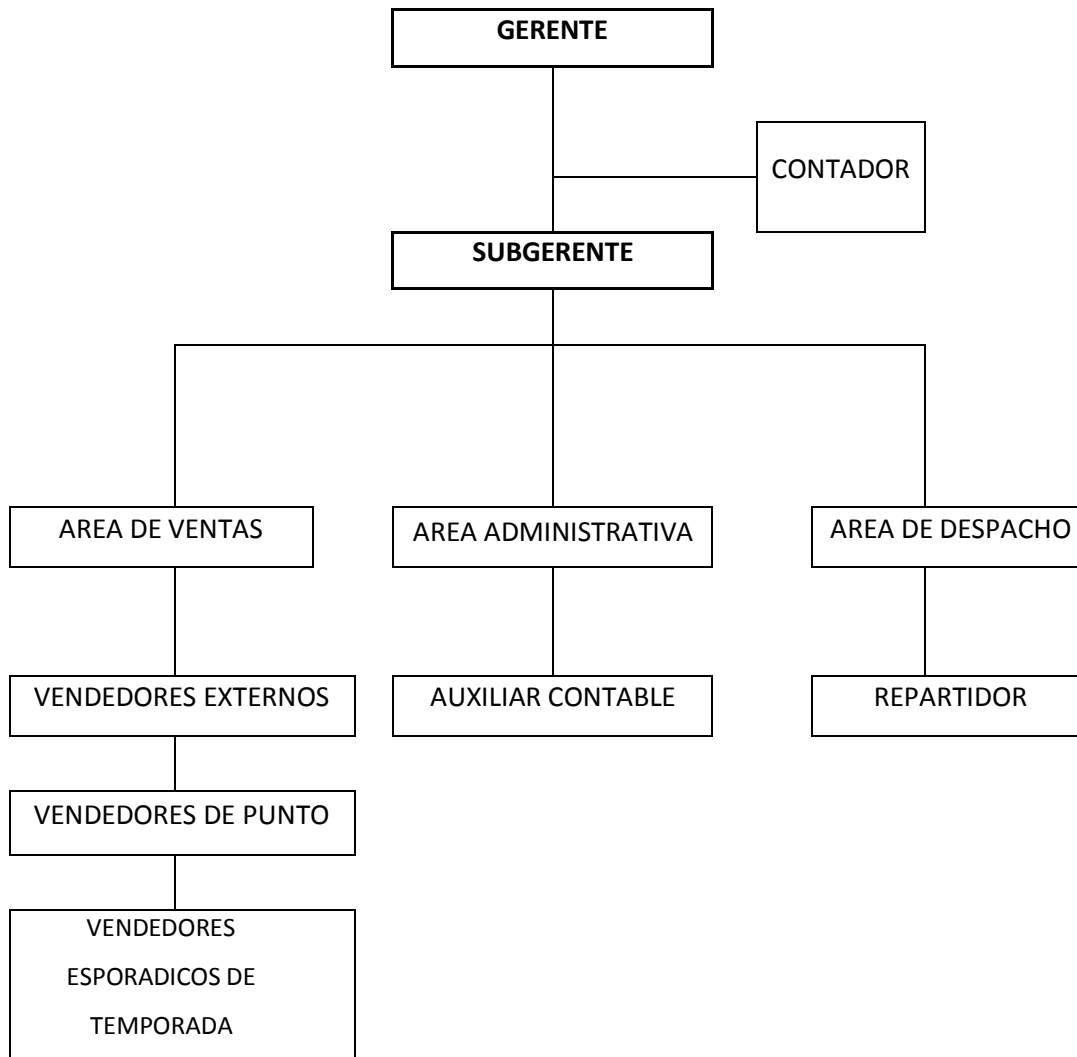 GERENTE
CONTADOR
SUBGERENTE
AREA DE VENTAS
AREA ADMINISTRATIVA
AREA DE DESPACHO
VENDEDORES EXTERNOS
AUXILIAR CONTABLE
REPARTIDOR
VENDEDORES DE PUNTO
VENDEDORES
ESPORADICOS DE
TEMPORADA